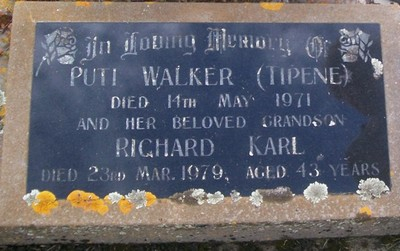 In Loving Memory Of
PUTI WALKER (TIPENE)
DIED 14TH MAY 1971
AND HER BELOVED GRANDSON
RICHARD KARL
DIED 23RD MAR. 1979, AGED 43 YEARS